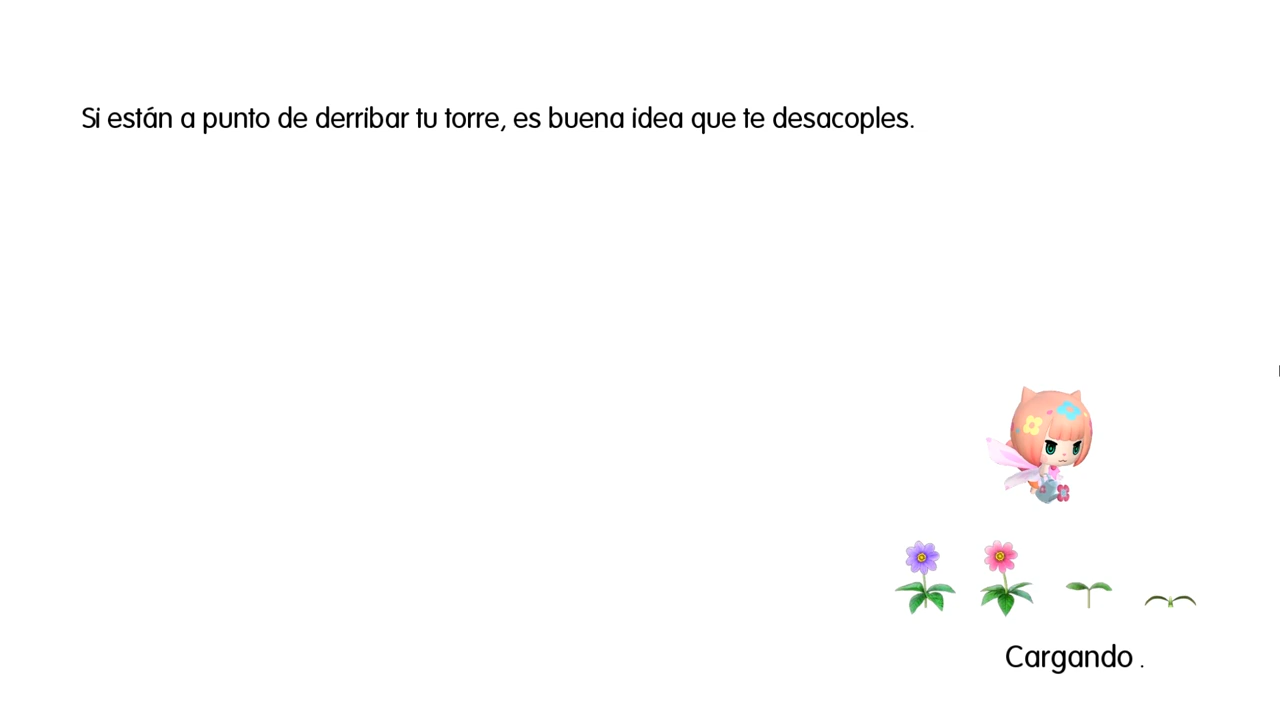 Si están a punto de derribar tu torre, es buena idea que te desacoples.
Cargando .